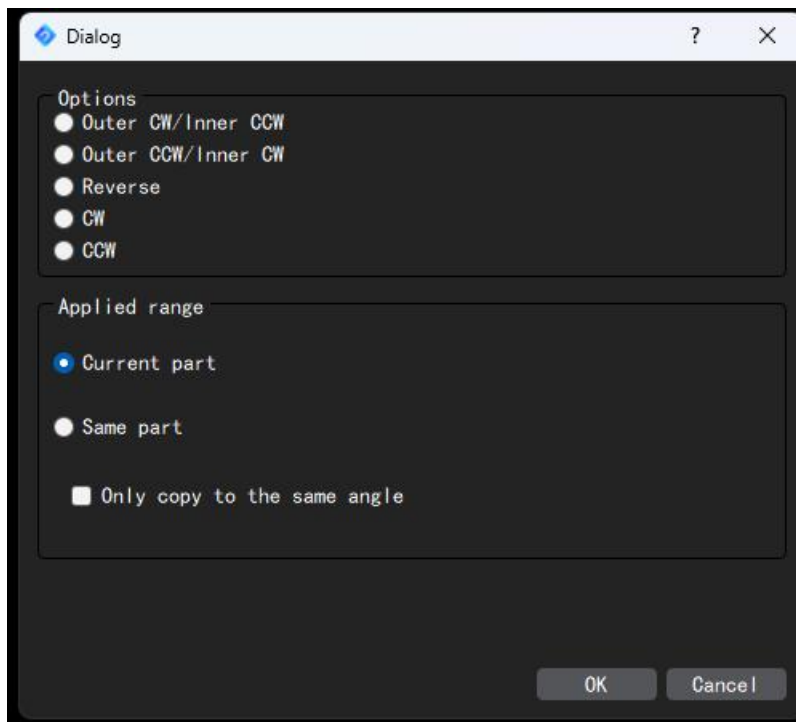 Dialog
?
Options
Outer CW/Inner CCW
Outer CCW/Inner CW
Reverse
CW
CCW
Applied range
Current part
Same part
Only copy to the same angle
OK
Cancel